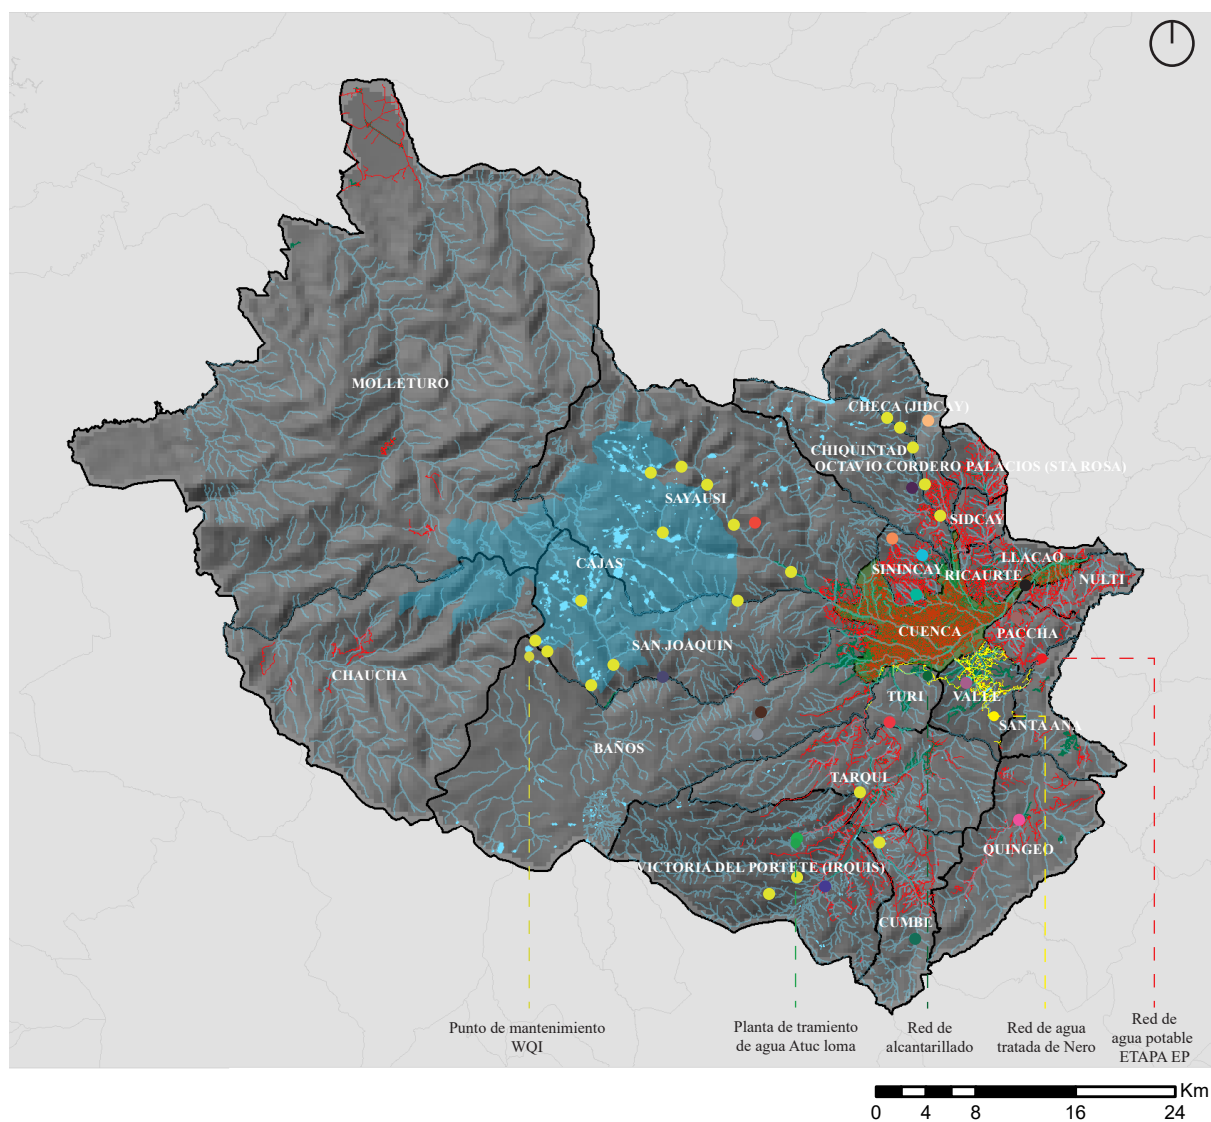 MOLLETURO
CHECA (JIDCAY)
CHIQUINTAD
OCTAVIO CORDERO PALACIOS (STA ROSA)
SAYAUSI
SIDCAY
LLACAO
CAJAS
SININCAY
RICAURTE
NULTI
CUENCA
PACCHA
SAN JOAQUIN
CHAUCHA
TURI
VALLE
SANTA ANA
BAÑOS
TARQUI
QUINGEO
VICTORIA DEL PORTETE (IRQUIS)
CUMBE
Punto de mantenimiento
WQI
Planta de tramiento
de agua Atuc loma
Red de
alcantarillado
Red de agua
tratada de Nero
Red de
agua potable
ETAPA EP
Km
0 4 8 16 24